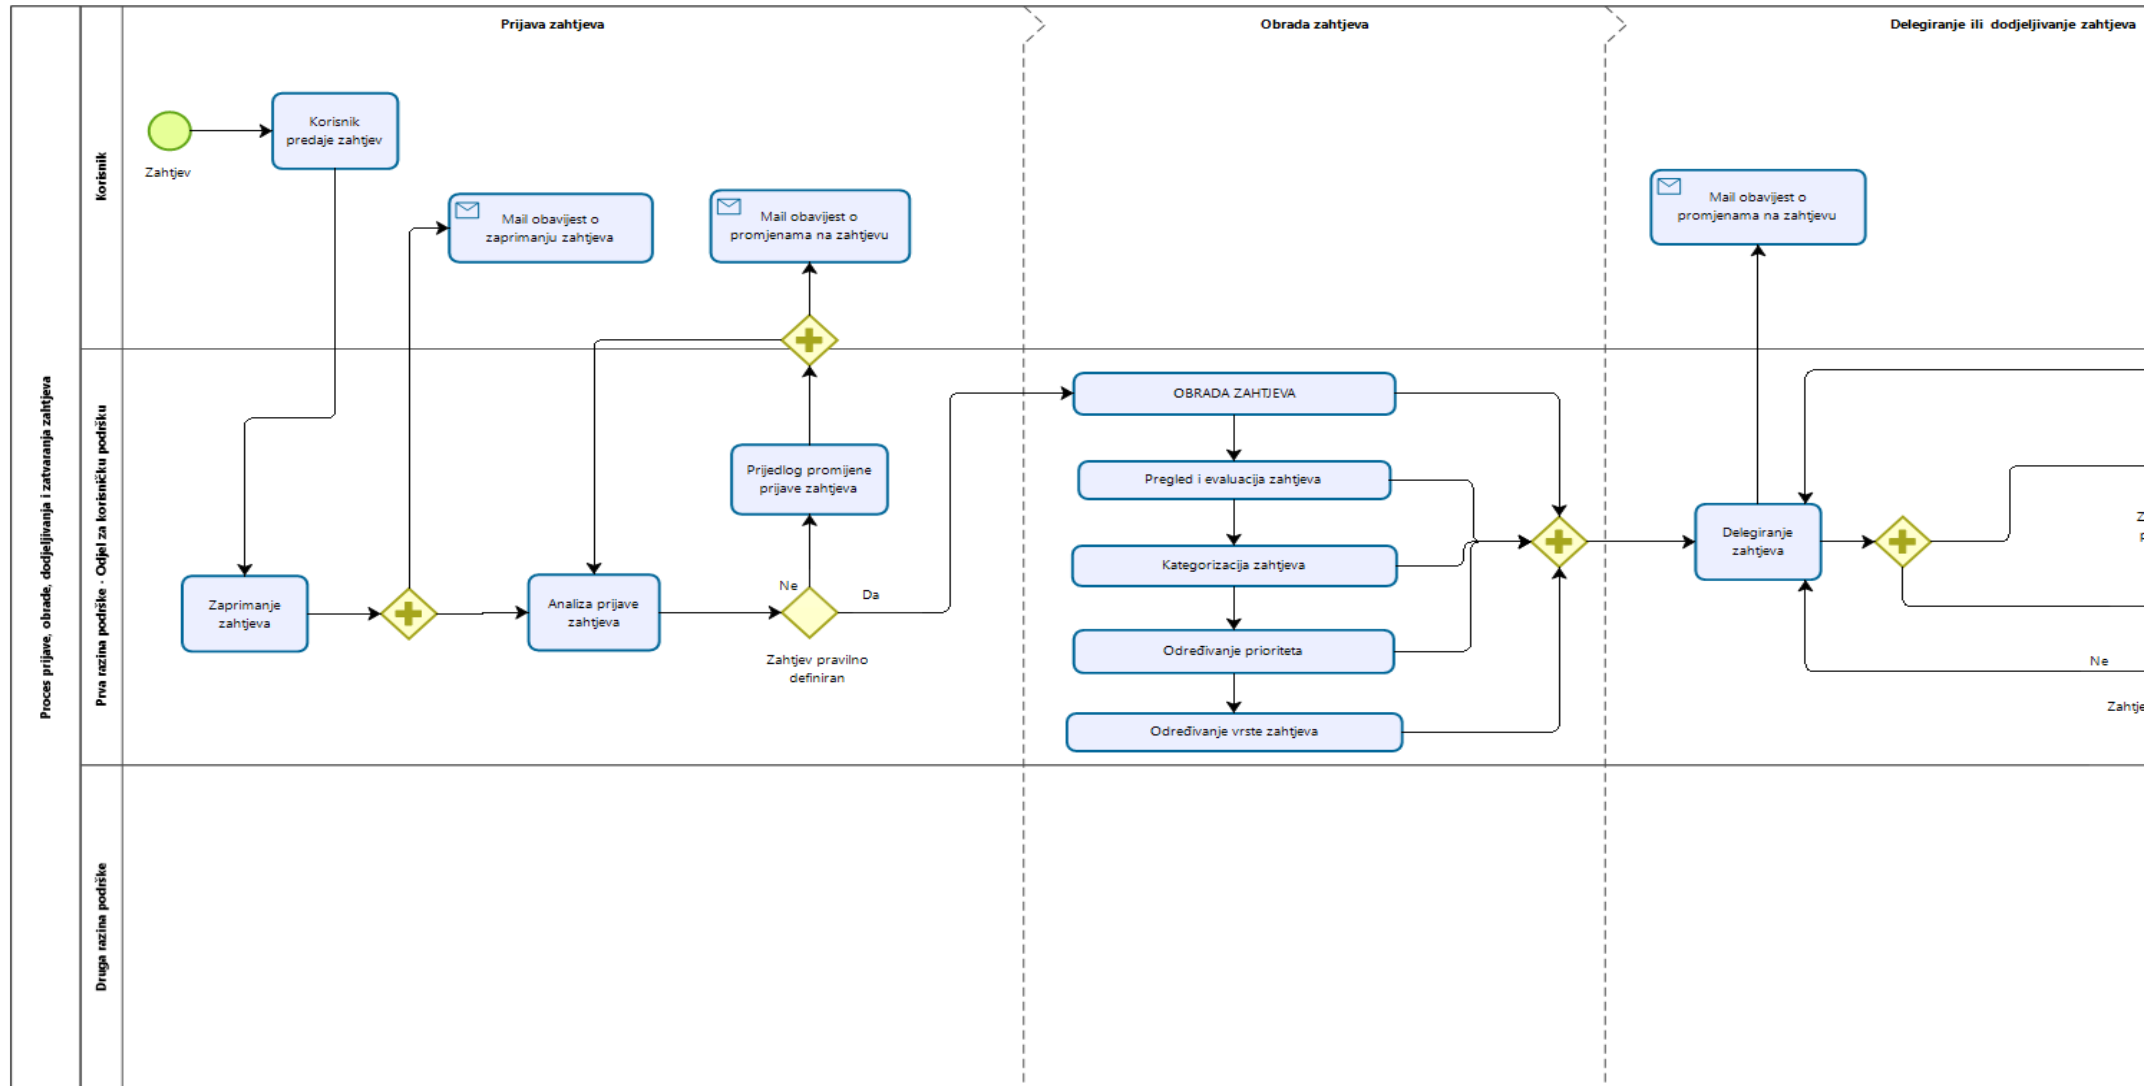 Proces prijave, obrade, dodjeljivanja i zatvaranja zahtjeva
Prijava zahtjeva
Obrada zahtjeva
Delegiranje ili dodjeljivanje zahtjeva
Korisnik
Zahtjev
Korisnik
predaje zahtjev
Mail obavijest o
zaprimanju zahtjeva
Mail obavijest o
promjenama na zahtjevu
Mail obavijest o
promjenama na zahtjevu
Prva razina podrške - Odjel za korisničku podršku
Zaprimanje
zahtjeva
Analiza prijave
zahtjeva
Prijedlog promijene
prijave zahtjeva
Ne
Da
Zahtjev pravilno
definiran
OBRADA ZAHTJEVA
Pregled i evaluacija zahtjeva
Kategorizacija zahtjeva
Određivanje prioriteta
Određivanje vrste zahtjeva
Delegiranje
zahtjeva
Ne
Druga razina podrške